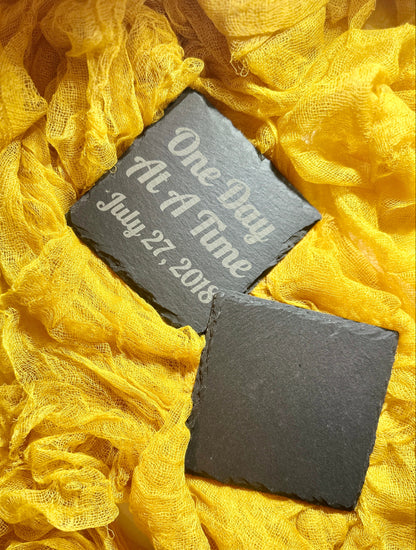 One Day
At A Time
July 27, 2018